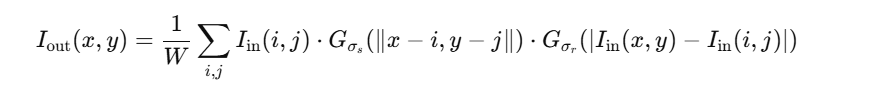 I_out(x, y) = 1/W ∑_{i,j} I_in(i, j) · G_{σ_s}(∥x − i, y − j∥) · G_{σ_r}(|I_in(x, y) − I_in(i, j)|)